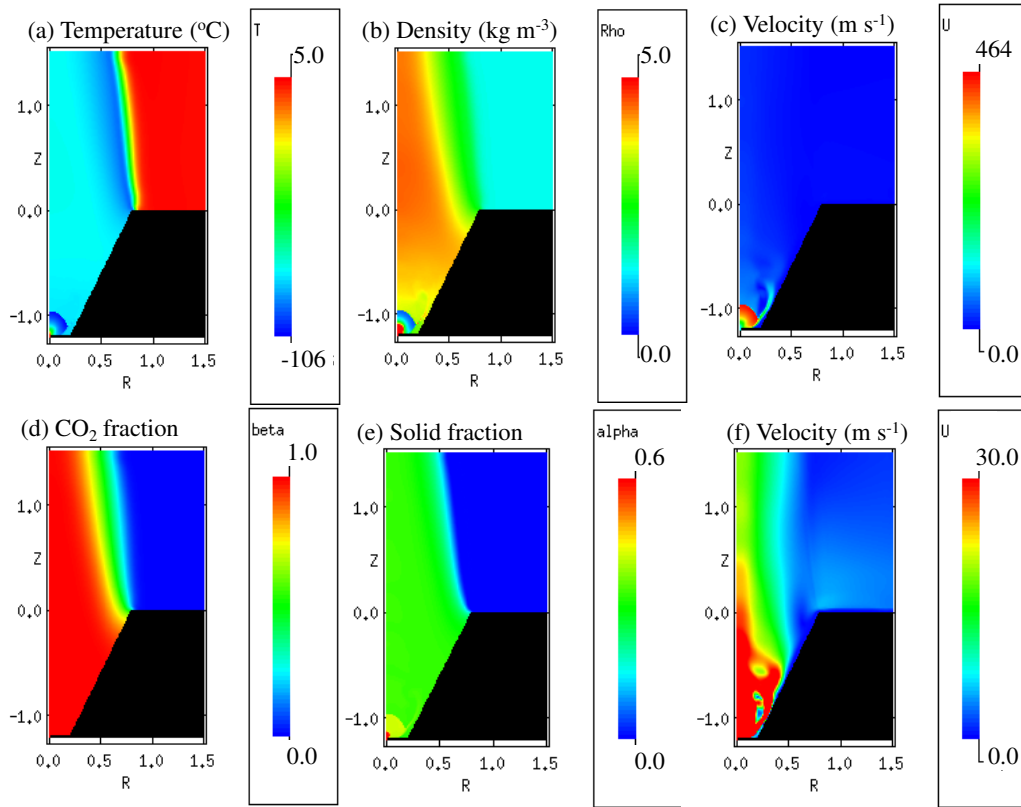 (a) Temperature (ºC)
T
5.0
-106
1.0
Z
0.0
-1.0
0.0 0.5 1.0 1.5
R
(b) Density (kg m-3)
Rho
5.0
0.0
1.0
Z
0.0
-1.0
0.0 0.5 1.0 1.5
R
(c) Velocity (m s-1)
U
464
0.0
1.0
Z
0.0
-1.0
0.0 0.5 1.0 1.5
R
(d) CO2 fraction
beta
1.0
0.0
1.0
Z
0.0
-1.0
0.0 0.5 1.0 1.5
R
(e) Solid fraction
alpha
0.6
0.0
1.0
Z
0.0
-1.0
0.0 0.5 1.0 1.5
R
(f) Velocity (m s-1)
U
30.0
0.0
1.0
Z
0.0
-1.0
0.0 0.5 1.0 1.5
R